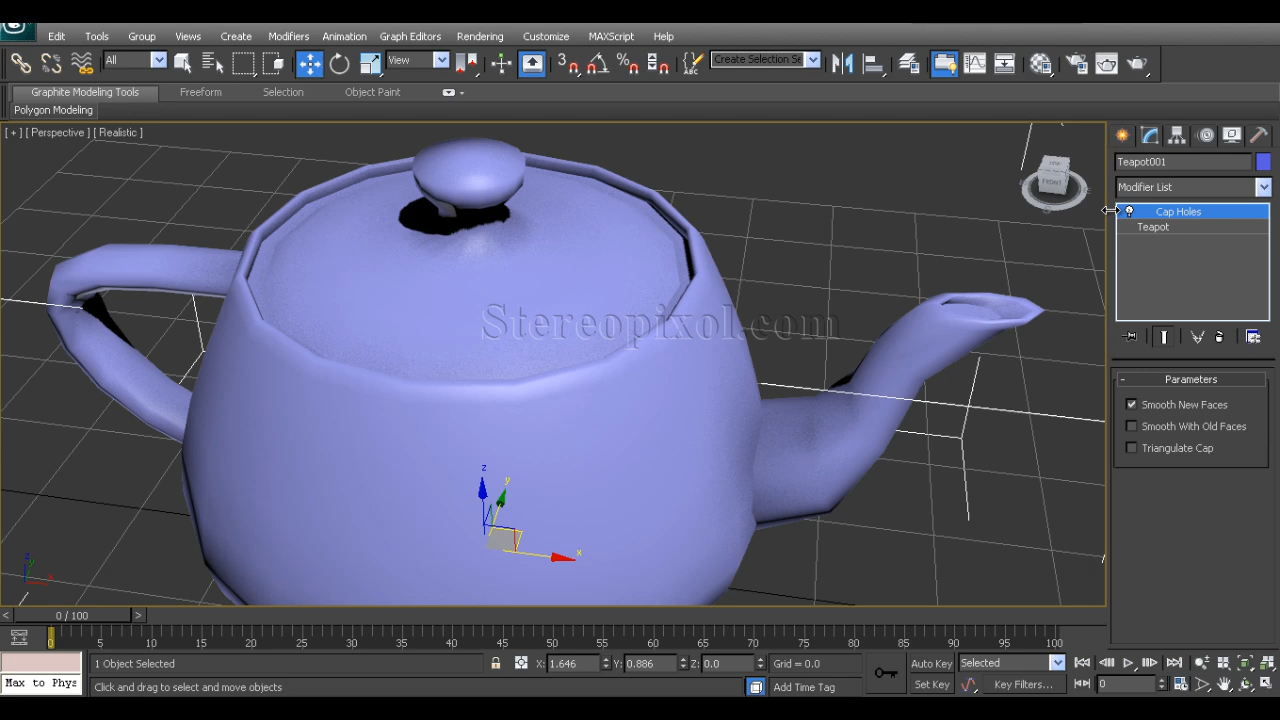 Edit Tools Group Views Create Modifiers Animation Graph Editors Rendering Customize MAXScript Help
All View 3 Create Selection Se
Graphite Modeling Tools Freeform Selection Object Paint
Polygon Modeling
[ + ] [ Perspective ] [ Realistic ]
FRONT
Teapot001
Modifier List
Cap Holes
Teapot
Stereopixol.com
- Parameters
Smooth New Faces
Smooth With Old Faces
Triangulate Cap
z
y
x
z
y
x
< 0 / 100 >
0 5 10 15 20 25 30 35 40 45 50 55 60 65 70 75 80 85 90 95 100
1 Object Selected X: 1.646 Y: 0.886 Z: 0.0 Grid = 0.0 Auto Key Selected
Max to Phys Click and drag to select and move objects Add Time Tag Set Key Key Filters... 0